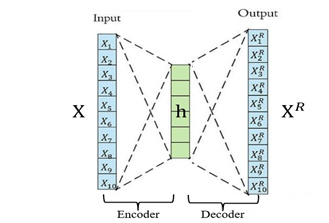 Input
Output
X
X₁
X₂
X₃
X₄
X₅
X₆
X₇
X₈
X₉
X₁₀
h
X₁ᴿ
X₂ᴿ
X₃ᴿ
X₄ᴿ
X₅ᴿ
X₆ᴿ
X₇ᴿ
X₈ᴿ
X₉ᴿ
X₁₀ᴿ
Xᴿ
Encoder
Decoder